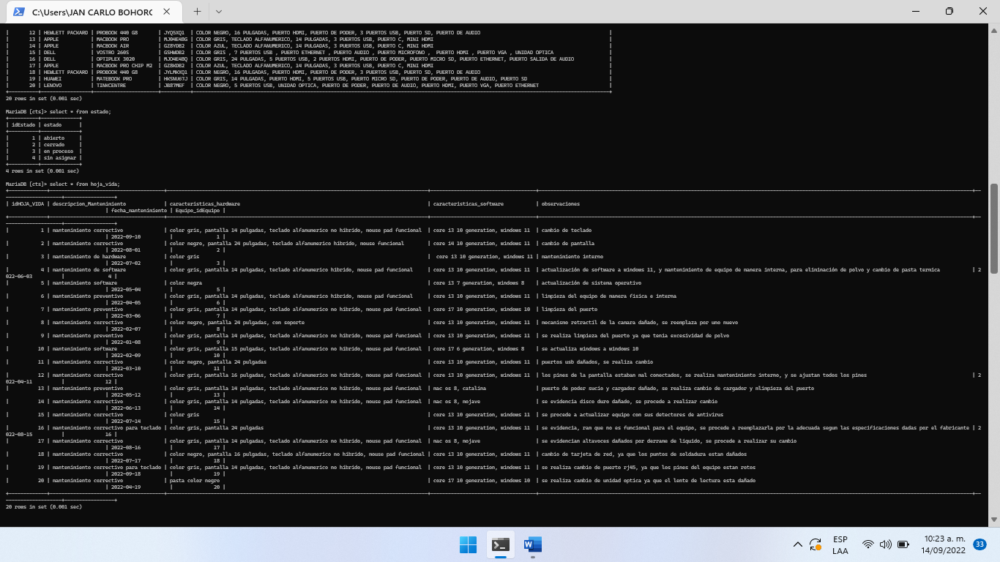 C:\Users\JAN CARLO BOHORQ
| 12 | HEWLETT PACKARD | PROBOOK 440 G8 | JYQ5XQ1 | COLOR NEGRO, 16 PULGADAS, PUERTO HDMI, PUERTO DE PODER, 3 PUERTOS USB, PUERTO SD, PUERTO DE AUDIO |
| 13 | APPLE | MACBOOK PRO | MJ04E48G | COLOR GRIS, TECLADO ALFANUMERICO, 14 PULGADAS, 3 PUERTOS USB, PUERTO C, MINI HDMI |
| 14 | APPLE | MACBOOK AIR | GZ8YDB2 | COLOR AZUL, TECLADO ALFANUMERICO, 14 PULGADAS, 3 PUERTOS USB, PUERTO C, MINI HDMI |
| 15 | DELL | VOSTRO 260S | GSHWDB2 | COLOR GRIS , 7 PUERTOS USB , PUERTO ETHERNET , PUERTO AUDIO , PUERTO MICROFONO , PUERTO HDMI , PUERTO VGA , UNIDAD OPTICA |
| 16 | DELL | OPTIPLEX 3020 | MJO4E48Q | COLOR GRIS, 24 PULGADAS, 5 PUERTOS USB, 2 PUERTOS HDMI, PUERTO DE PODER, PUERTO MICRO SD, PUERTO ETHERNET, PUERTO SALIDA DE AUDIO |
| 17 | APPLE | MACBOOK PRO CHIP M2 | GZ8KDB2 | COLOR AZUL, TECLADO ALFANUMERICO, 14 PULGADAS, 3 PUERTOS USB, PUERTO C, MINI HDMI |
| 18 | HEWLETT PACKARD | PROBOOK 440 G8 | JYLMXXQ1 | COLOR NEGRO, 16 PULGADAS, PUERTO HDMI, PUERTO DE PODER, 3 PUERTOS USB, PUERTO SD, PUERTO DE AUDIO |
| 19 | HUAWEI | MATEBOOK PRO | HKSNU67J | COLOR GRIS, 14 PULGADAS, PUERTO HDMI, 5 PUERTOS USB, PUERTO MICRO SD, PUERTO DE PODER, PUERTO DE AUDIO, PUERTO SD |
| 20 | LENOVO | TINKCENTRE | JB87MEF | COLOR NEGRO, 5 PUERTOS USB, UNIDAD OPTICA, PUERTO DE PODER, PUERTO DE AUDIO, PUERTO HDMI, PUERTO VGA, PUERTO ETHERNET |
20 rows in set (0.001 sec)
MariaDB [cts]> select * from estado;
| idEstado | estado |
| 1 | abierto |
| 2 | cerrado |
| 3 | en proceso |
| 4 | sin asignar |
4 rows in set (0.001 sec)
MariaDB [cts]> select * from hoja_vida;
| idHOJA_VIDA | descripcion_Mantenimiento | caracteristicas_hardware | caracteristicas_software | observaciones
| fecha_mantenimiento | Equipo_idEquipo |
| 1 | mantenimiento correctivo | color gris, pantalla 14 pulgadas, teclado alfanumerico no hibrido, mouse pad funcional | core i3 10 generation, windows 11 | cambio de teclado
| 2022-09-10 | 1 |
| 2 | mantenimiento correctivo | color negro, pantalla 24 pulgadas, teclado alfanumerico hibrido, mouse funcional | core i4 10 generation, windows 11 | cambio de pantalla
| 2022-08-01 | 2 |
| 3 | mantenimiento de hardware | color gris | core i3 10 generation, windows 11 | mantenimiento interno
| 2022-07-02 | 3 |
| 4 | mantenimiento de software | color gris, pantalla 14 pulgadas, teclado alfanumerico hibrido, mouse pad funcional | core i3 10 generation, windows 11 | actualización de software a windows 11, y mantenimiento de equipo de manera interna, para eliminación de polvo y cambio de pasta termica | 2
022-06-03 | 4 |
| 5 | mantenimiento software | color negra | core i3 7 generation, windows 8 | actualización de sistema operativo
| 2022-05-04 | 5 |
| 6 | mantenimiento preventivo | color gris, pantalla 14 pulgadas, teclado alfanumerico hibrido, mouse pad funcional | core i3 10 generation, windows 11 | limpieza del equipo de manera fisica e interna
| 2022-04-05 | 6 |
| 7 | mantenimiento preventivo | color gris, pantalla 14 pulgadas, teclado alfanumerico no hibrido, mouse pad funcional | core i7 10 generation, windows 10 | limpieza del puerto
| 2022-03-06 | 7 |
| 8 | mantenimiento correctivo | color negro, pantalla 24 pulgadas, con soporte | core i3 10 generation, windows 11 | mecanismo retractil de la camara dañado, se reemplaza por uno nuevo
| 2022-02-07 | 8 |
| 9 | mantenimiento preventivo | color gris, pantalla 14 pulgadas, teclado alfanumerico no hibrido, mouse pad funcional | core i3 10 generation, windows 11 | se realiza limpieza del puerto ya que tenia excesividad de polvo
| 2022-01-08 | 9 |
| 10 | mantenimiento software | color gris, pantalla 15 pulgadas, teclado alfanumerico no hibrido, mouse pad funcional | core i7 6 generation, windows 8 | se actualiza windows a windows 10
| 2022-02-09 | 10 |
| 11 | mantenimiento correctivo | color negro, pantalla 24 pulgadas | core i3 10 generation, windows 11 | puertos usb dañados, se realiza cambio
| 2022-03-10 | 11 |
| 12 | mantenimiento correctivo | color gris, pantalla 16 pulgadas, teclado alfanumerico no hibrido, mouse pad funcional | core i3 10 generation, windows 11 | los pines de la pantalla estaban mal conectados, se realiza mantenimiento interno, y se ajustan todos los pines | 2
022-04-11 | 12 |
| 13 | mantenimiento preventivo | color gris, pantalla 14 pulgadas, teclado alfanumerico no hibrido, mouse pad funcional | mac os 8, catalina | puerto de poder sucio y cargador dañado, se realiza cambio de cargador y mlimpieza del puerto
| 2022-05-12 | 13 |
| 14 | mantenimiento correctivo | color gris, pantalla 14 pulgadas, teclado alfanumerico no hibrido, mouse pad funcional | mac os 8, mojave | se evidencia disco duro dañado, se procede a realizar cambio
| 2022-06-13 | 14 |
| 15 | mantenimiento correctivo | color gris | core i3 10 generation, windows 11 | se procede a actualizar equipo con sus detectores de antivirus
| 2022-07-14 | 15 |
| 16 | mantenimiento correctivo para teclado | color gris, pantalla 24 pulgadas | core i3 10 generation, windows 11 | se evidencia, ram que no es funcional para el equipo, se procede a reemplazarla por la adecuada segun las especificaciones dadas por el fabricante | 2
022-08-15 | 16 |
| 17 | mantenimiento correctivo | color gris, pantalla 14 pulgadas, teclado alfanumerico no hibrido, mouse pad funcional | mac os 8, mojave | se evidencian altavoces dañados por derrame de liquido, se procede a realizar su cambio
| 2022-08-16 | 17 |
| 18 | mantenimiento correctivo | color negro, pantalla 16 pulgadas, teclado alfanumerico no hibrido, mouse pad funcional | core i3 10 generation, windows 11 | cambio de tarjeta de red, ya que los puntos de soldadura estan dañados
| 2022-07-17 | 18 |
| 19 | mantenimiento correctivo para teclado | color gris, pantalla 14 pulgadas, teclado alfanumerico no hibrido, mouse pad funcional | core i3 10 generation, windows 11 | se realiza cambio de puerto rj45, ya que los pines del equipo estan rotos
| 2022-09-18 | 19 |
| 20 | mantenimiento correctivo | pasta color negro | core i7 10 generation, windows 10 | se realiza cambio de unidad optica ya que el lente de lectura esta dañado
| 2022-04-19 | 20 |
20 rows in set (0.001 sec)
ESP
LAA
10:23 a. m.
14/09/2022
33